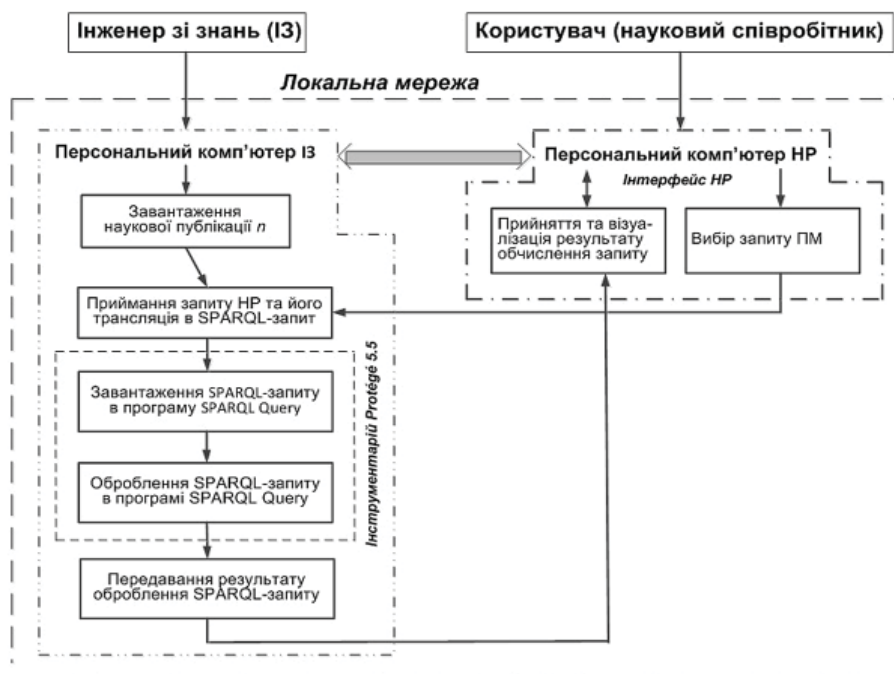 Інженер зі знань (ІЗ)
Користувач (науковий співробітник)
Локальна мережа
Персональний комп’ютер ІЗ
Завантаження
наукової публікації n
Приймання запиту НР та його
трансляція в SPARQL-запит
Завантаження SPARQL-запиту
в програму SPARQL Query
Оброблення SPARQL-запиту
в програмі SPARQL Query
Інструментарій Protégé 5.5
Передавання результату
оброблення SPARQL-запиту
Персональний комп’ютер НР
Інтерфейс НР
Прийняття та візуа-
лізація результату
обчислення запиту
Вибір запиту ПМ